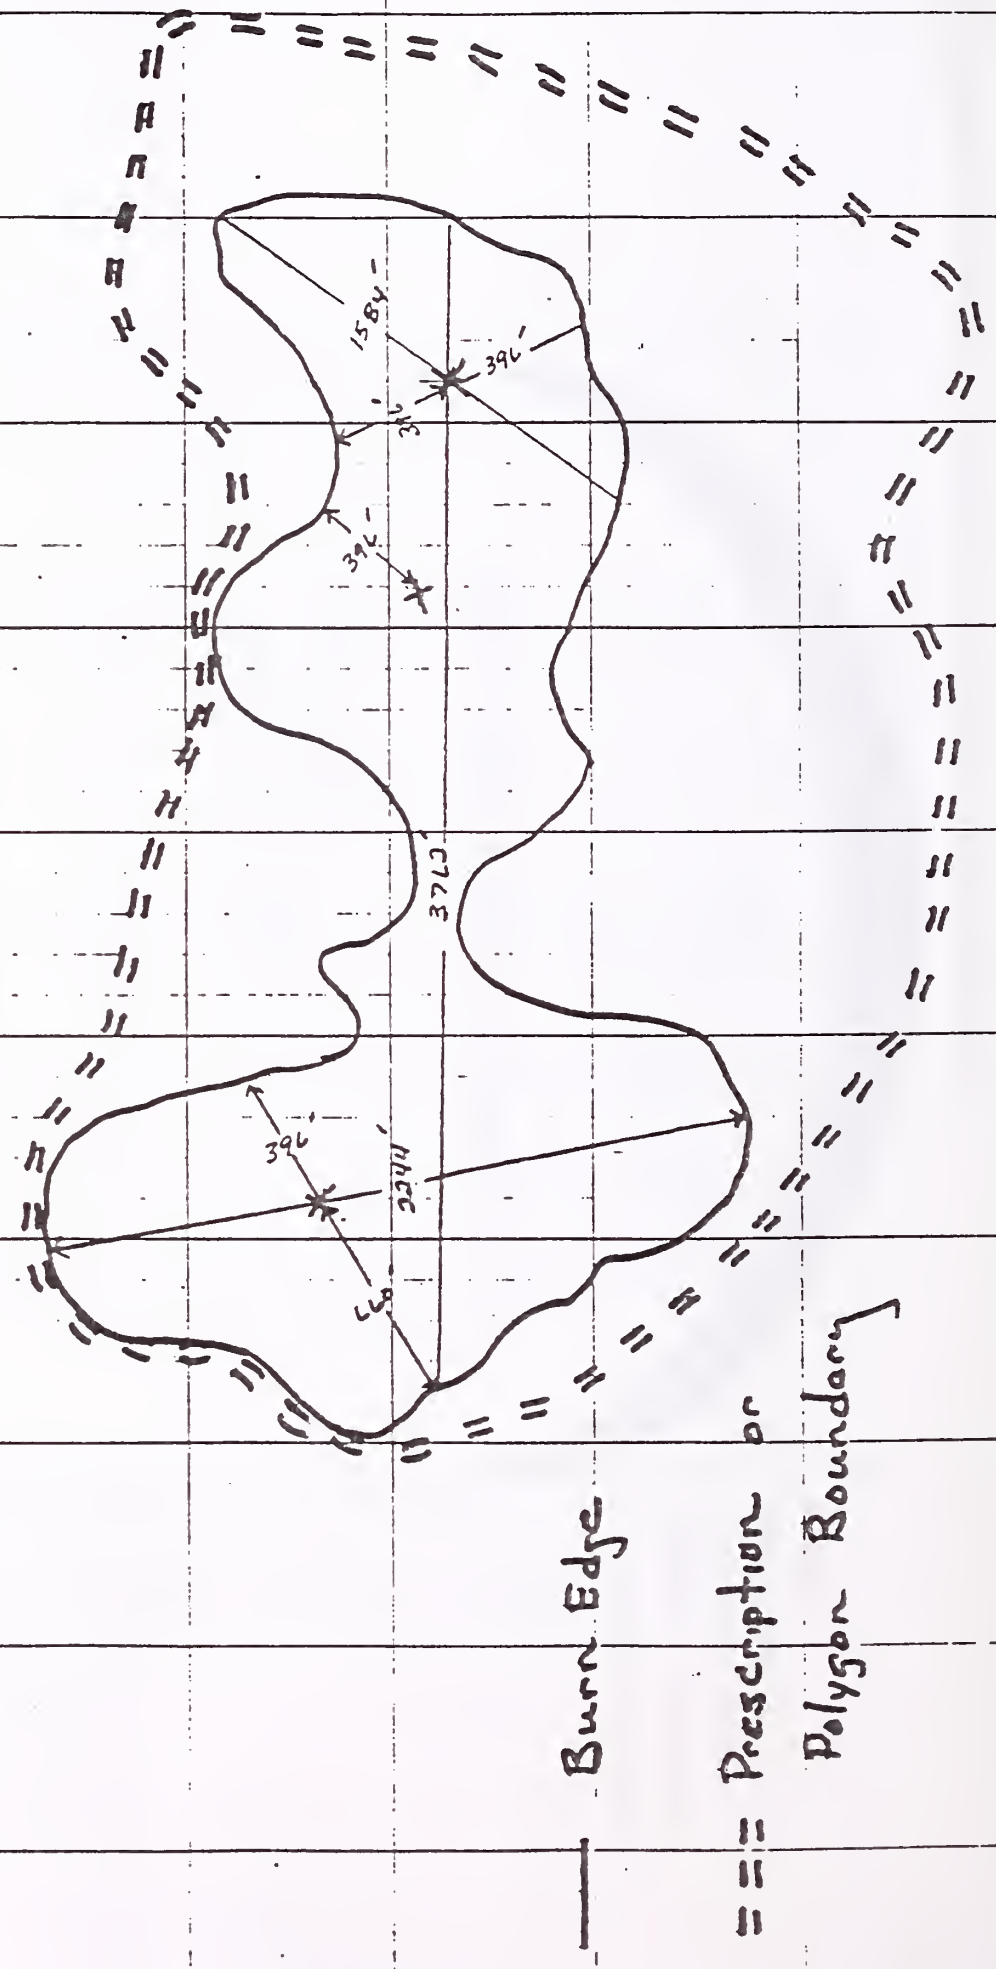 1584'
396'
396'
396'
3762'
396'
2244'
660'
Burn Edge
=== Prescription or
Polygon Boundary